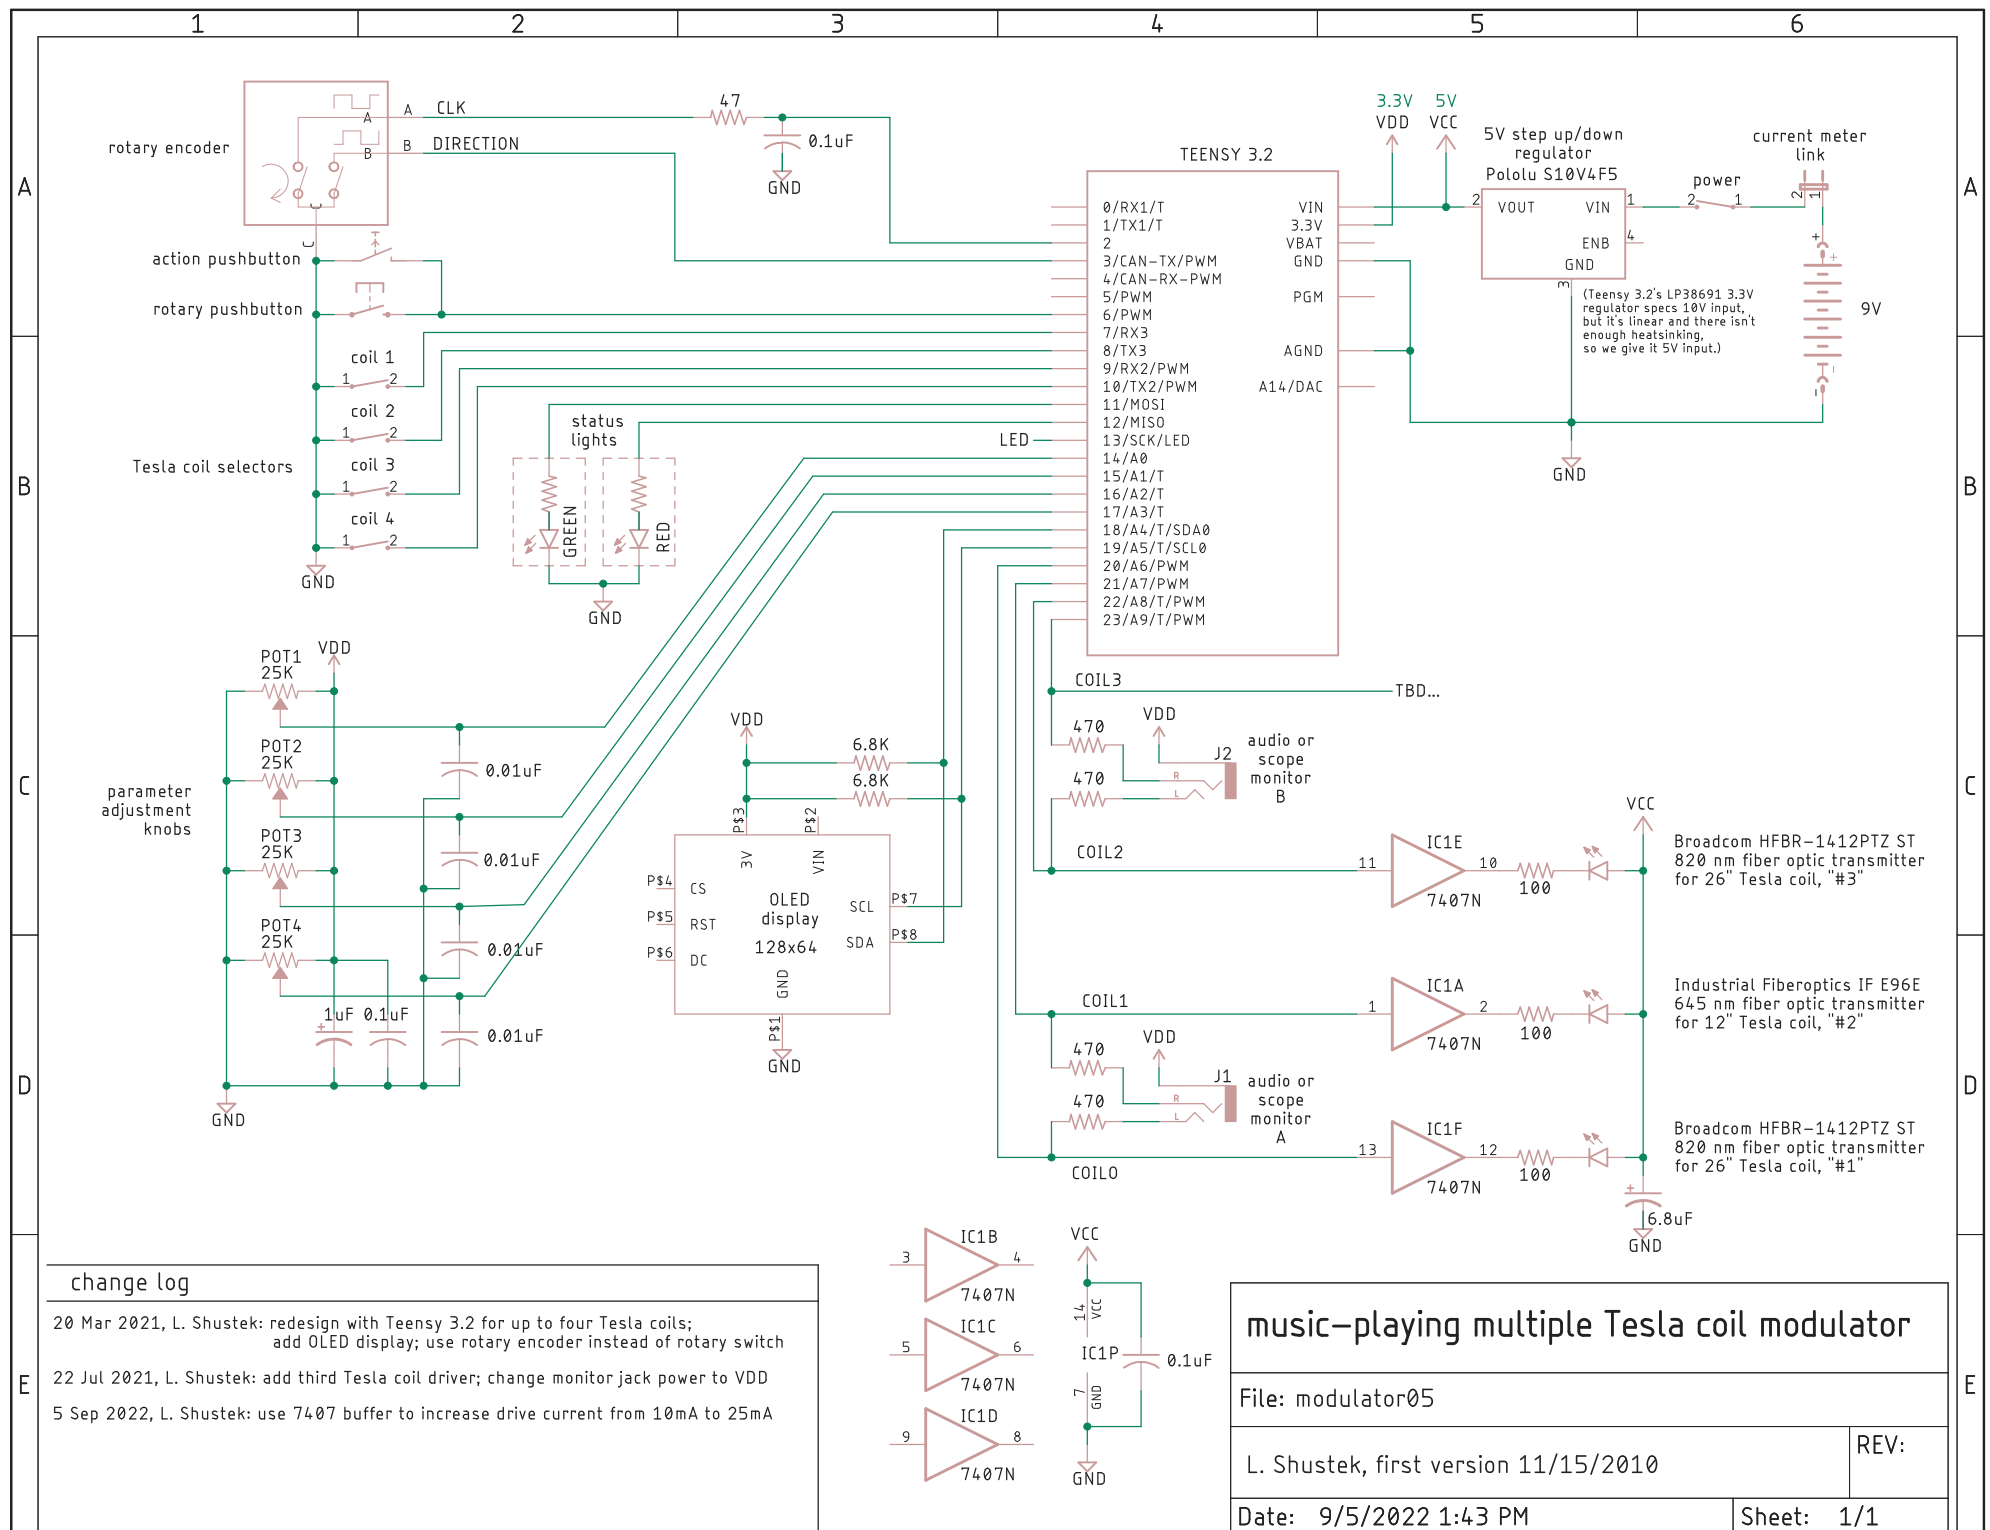 1 2 3 4 5 6
A
B
C
D
E
A
B
C
D
E
rotary encoder
A
B
C
C
A CLK
B DIRECTION
47
0.1uF
GND
action pushbutton
rotary pushbutton
coil 1
1 2
coil 2
1 2
coil 3
1 2
coil 4
1 2
Tesla coil selectors
GND
status
lights
GREEN
RED
GND
LED
TEENSY 3.2
0/RX1/T
1/TX1/T
2
3/CAN-TX/PWM
4/CAN-RX-PWM
5/PWM
6/PWM
7/RX3
8/TX3
9/RX2/PWM
10/TX2/PWM
11/MOSI
12/MISO
13/SCK/LED
14/A0
15/A1/T
16/A2/T
17/A3/T
18/A4/T/SDA0
19/A5/T/SCL0
20/A6/PWM
21/A7/PWM
22/A8/T/PWM
23/A9/T/PWM
VIN
3.3V
VBAT
GND
PGM
AGND
A14/DAC
3.3V
VDD
5V
VCC
5V step up/down
regulator
Pololu S10V4F5
2 VOUT VIN 1
ENB 4
GND
3
power
2 1
current meter
link
2 1
+
+
9V
-
-
(Teensy 3.2's LP38691 3.3V
regulator specs 10V input,
but it's linear and there isn't
enough heatsinking,
so we give it 5V input.)
GND
POT1
25K
VDD
POT2
25K
POT3
25K
POT4
25K
parameter
adjustment
knobs
0.01uF
0.01uF
0.01uF
0.01uF
+
1uF 0.1uF
GND
VDD
6.8K
6.8K
P$3
P$2
3V
VIN
P$4 CS
P$5 RST
P$6 DC
OLED
display
128x64
SCL P$7
SDA P$8
GND
P$1
GND
COIL3
TBD...
470
470
VDD
R
L
J2
audio or
scope
monitor
B
COIL2
11 IC1E 10
7407N
100
VCC
Broadcom HFBR-1412PTZ ST
820 nm fiber optic transmitter
for 26" Tesla coil, "#3"
COIL1
1 IC1A 2
7407N
100
Industrial Fiberoptics IF E96E
645 nm fiber optic transmitter
for 12" Tesla coil, "#2"
470
470
VDD
R
L
J1
audio or
scope
monitor
A
COIL0
13 IC1F 12
7407N
100
Broadcom HFBR-1412PTZ ST
820 nm fiber optic transmitter
for 26" Tesla coil, "#1"
+
6.8uF
GND
3 IC1B 4
7407N
5 IC1C 6
7407N
9 IC1D 8
7407N
VCC
14
VCC
IC1P
0.1uF
7
GND
GND
change log
20 Mar 2021, L. Shustek: redesign with Teensy 3.2 for up to four Tesla coils;
add OLED display; use rotary encoder instead of rotary switch
22 Jul 2021, L. Shustek: add third Tesla coil driver; change monitor jack power to VDD
5 Sep 2022, L. Shustek: use 7407 buffer to increase drive current from 10mA to 25mA
music-playing multiple Tesla coil modulator
File: modulator05
L. Shustek, first version 11/15/2010
REV:
Date: 9/5/2022 1:43 PM
Sheet: 1/1